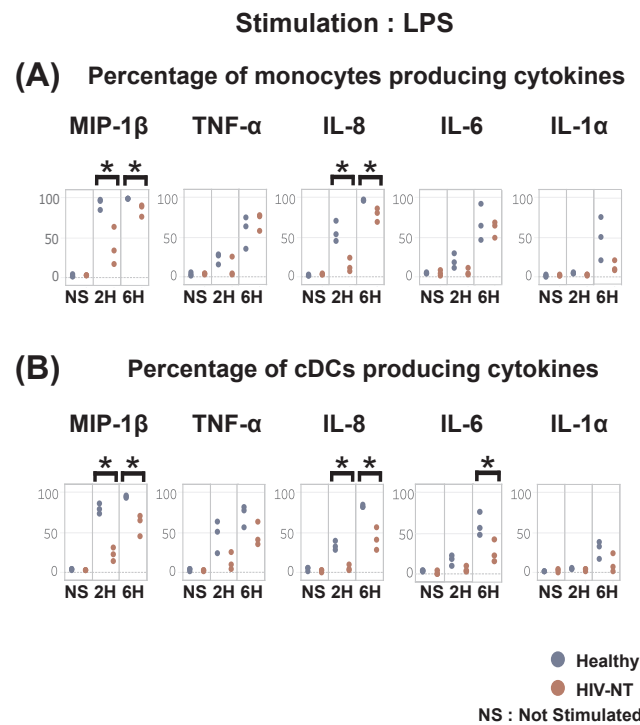 Stimulation : LPS
(A) Percentage of monocytes producing cytokines
MIP-1β TNF-α IL-8 IL-6 IL-1α
* * * *
100 100 100 100 100
50 50 50 50 50
0 0 0 0 0
NS 2H 6H NS 2H 6H NS 2H 6H NS 2H 6H NS 2H 6H
(B) Percentage of cDCs producing cytokines
MIP-1β TNF-α IL-8 IL-6 IL-1α
* * * * *
100 100 100 100 100
50 50 50 50 50
0 0 0 0 0
NS 2H 6H NS 2H 6H NS 2H 6H NS 2H 6H NS 2H 6H
Healthy
HIV-NT
NS : Not Stimulated